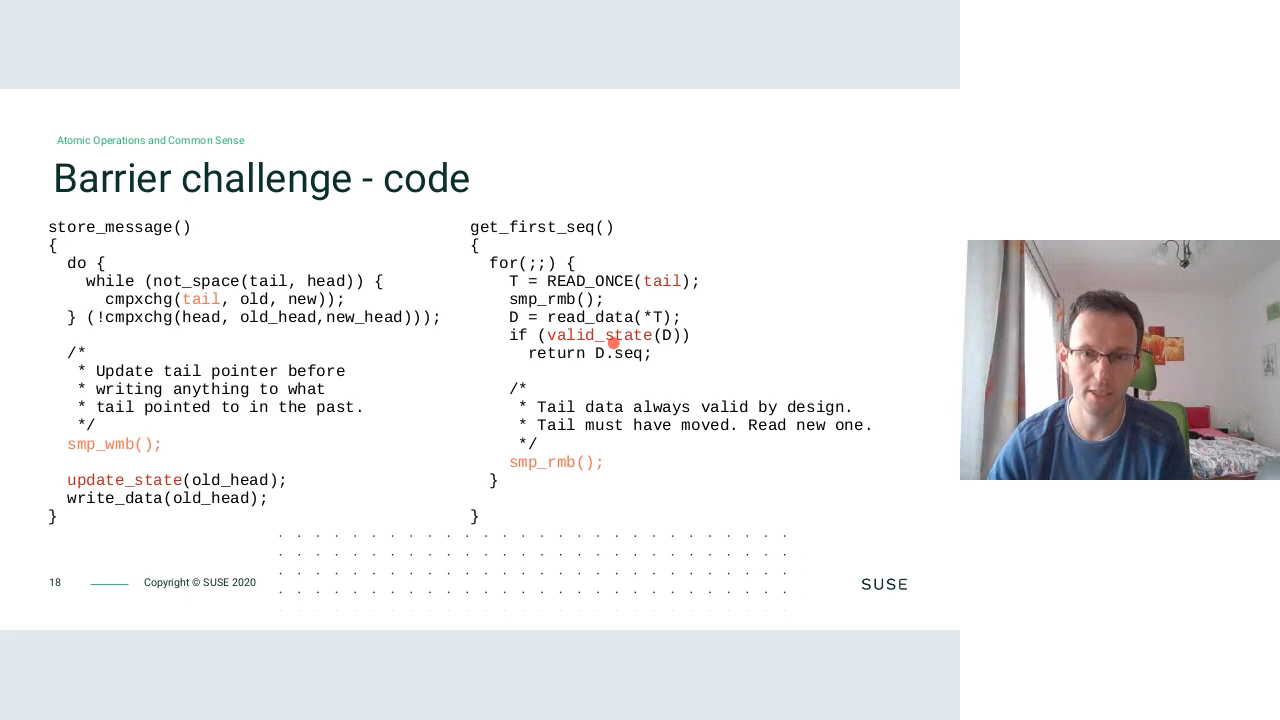 Atomic Operations and Common Sense
Barrier challenge - code
store_message()
{
do {
while (not_space(tail, head)) {
cmpxchg(tail, old, new));
} (!cmpxchg(head, old_head,new_head)));
/*
* Update tail pointer before
* writing anything to what
* tail pointed to in the past.
*/
smp_wmb();
update_state(old_head);
write_data(old_head);
}
get_first_seq()
{
for(;;) {
T = READ_ONCE(tail);
smp_rmb();
D = read_data(*T);
if (valid_state(D))
return D.seq;
/*
* Tail data always valid by design.
* Tail must have moved. Read new one.
*/
smp_rmb();
}
}
18
Copyright © SUSE 2020
SUSE